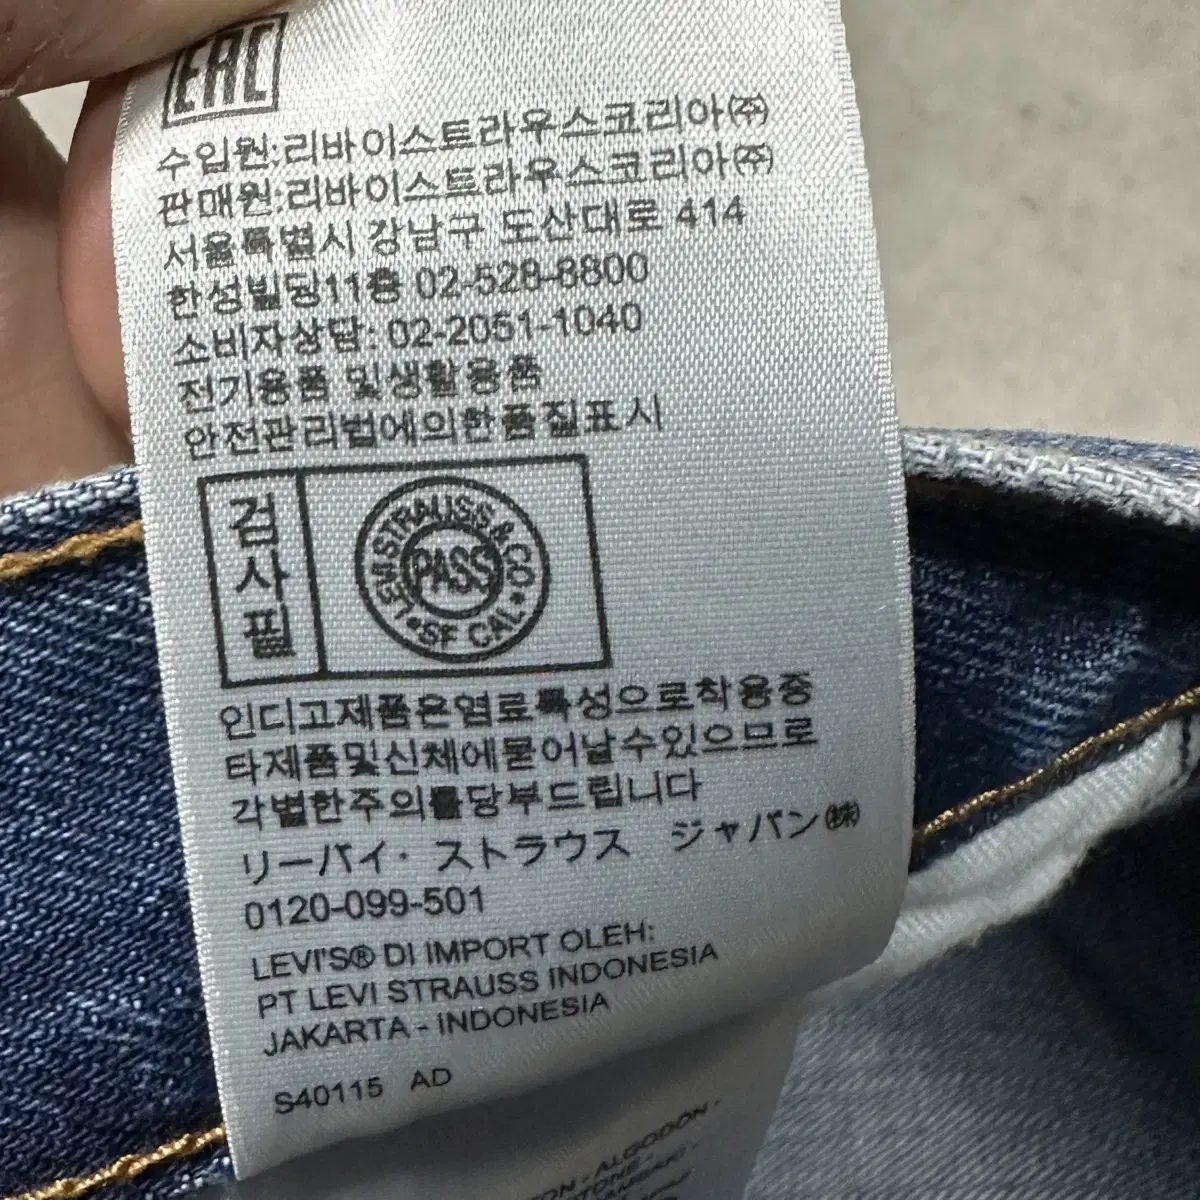 EAC
수입원:리바이스트라우스코리아㈜
판매원:리바이스트라우스코리아㈜
서울특별시 강남구 도산대로 414
한성빌딩11층 02-528-8800
소비자상담: 02-2051-1040
전기용품 및생활용품
안전관리법에의한품질표시
검사필
LEVI STRAUSS & CO
PASS
SF CAL
인디고제품은염료특성으로착용중
타제품및신체에묻어날수있으므로
각별한주의를당부드립니다
リーバイ・ストラウス ジャパン㈱
0120-099-501
LEVI'S® DI IMPORT OLEH:
PT LEVI STRAUSS INDONESIA
JAKARTA - INDONESIA
S40115 AD
- ALGODON -